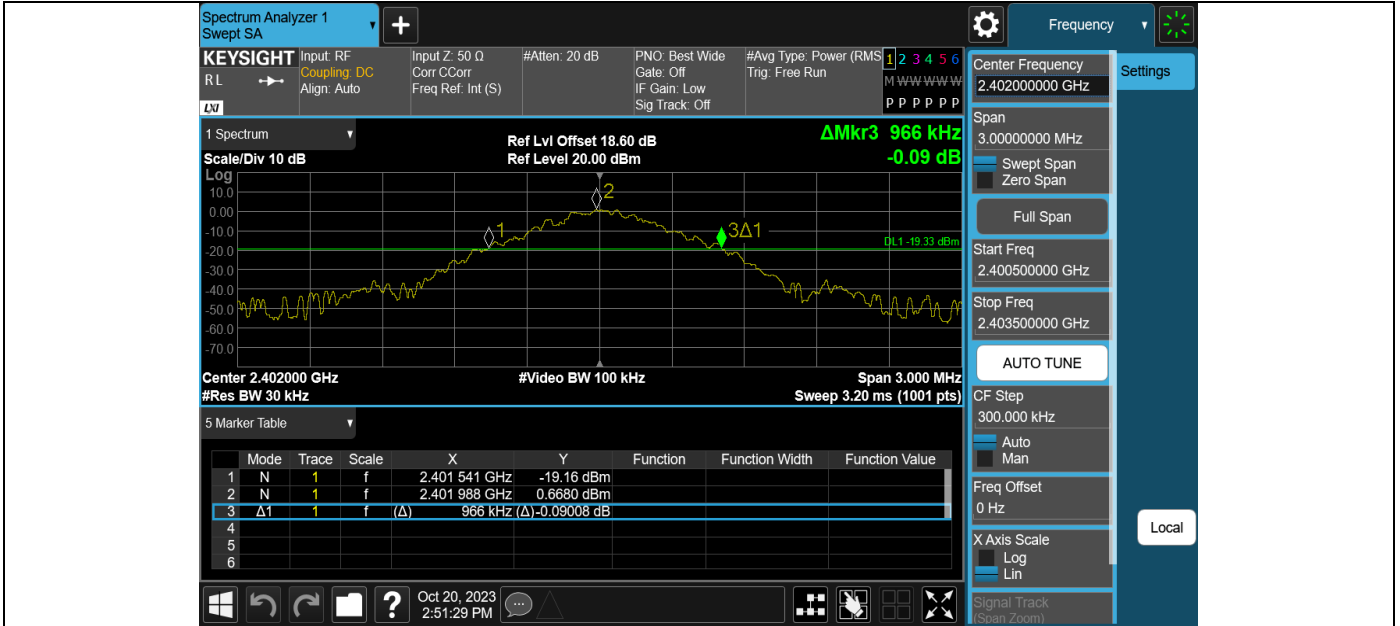 Spectrum Analyzer 1
Swept SA
+
Frequency
KEYSIGHT
R L
LXI
Input: RF
Coupling: DC
Align: Auto
Input Z: 50 Ω
Corr CCorr
Freq Ref: Int (S)
#Atten: 20 dB
PNO: Best Wide
Gate: Off
IF Gain: Low
Sig Track: Off
#Avg Type: Power (RMS
Trig: Free Run
1 2 3 4 5 6
M W W W W W
P P P P P P
1 Spectrum
Scale/Div 10 dB
Ref Lvl Offset 18.60 dB
Ref Level 20.00 dBm
ΔMkr3 966 kHz
-0.09 dB
Log
10.0
0.00
-10.0
-20.0
-30.0
-40.0
-50.0
-60.0
-70.0
1
2
3Δ1
DL1 -19.33 dBm
Center 2.402000 GHz
#Video BW 100 kHz
Span 3.000 MHz
#Res BW 30 kHz
Sweep 3.20 ms (1001 pts)
5 Marker Table
Mode Trace Scale X Y Function Function Width Function Value
1 N 1 f 2.401 541 GHz -19.16 dBm
2 N 1 f 2.401 988 GHz 0.6680 dBm
3 Δ1 1 f (Δ) 966 kHz (Δ) -0.09008 dB
4
5
6
?
Oct 20, 2023
2:51:29 PM
Center Frequency
2.402000000 GHz
Span
3.00000000 MHz
Swept Span
Zero Span
Full Span
Start Freq
2.400500000 GHz
Stop Freq
2.403500000 GHz
AUTO TUNE
CF Step
300.000 kHz
Auto
Man
Freq Offset
0 Hz
X Axis Scale
Log
Lin
Signal Track
(Span Zoom)
Settings
Local